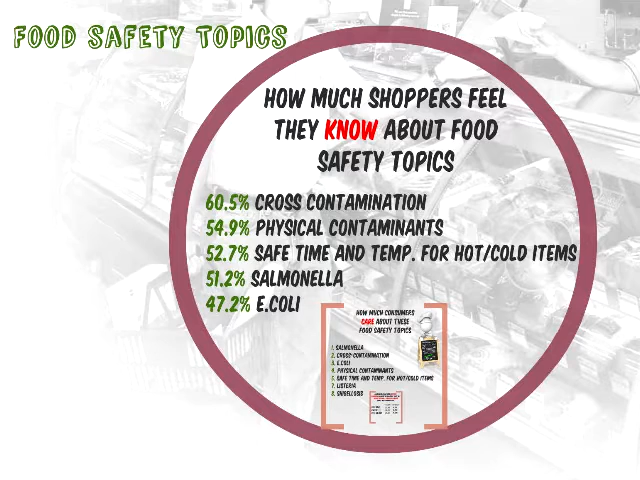 FOOD SAFETY TOPICS
HOW MUCH SHOPPERS FEEL
THEY KNOW ABOUT FOOD
SAFETY TOPICS
60.5% CROSS CONTAMINATION
54.9% PHYSICAL CONTAMINANTS
52.7% SAFE TIME AND TEMP. FOR HOT/COLD ITEMS
51.2% SALMONELLA
47.2% E.COLI
HOW MUCH CONSUMERS
CARE ABOUT THESE
FOOD SAFETY TOPICS
1. SALMONELLA
2. CROSS-CONTAMINATION
3. E.COLI
4. PHYSICAL CONTAMINANTS
5. SAFE TIME AND TEMP. FOR HOT/COLD ITEMS
7. LISTERIA
8. SHIGELLOSIS